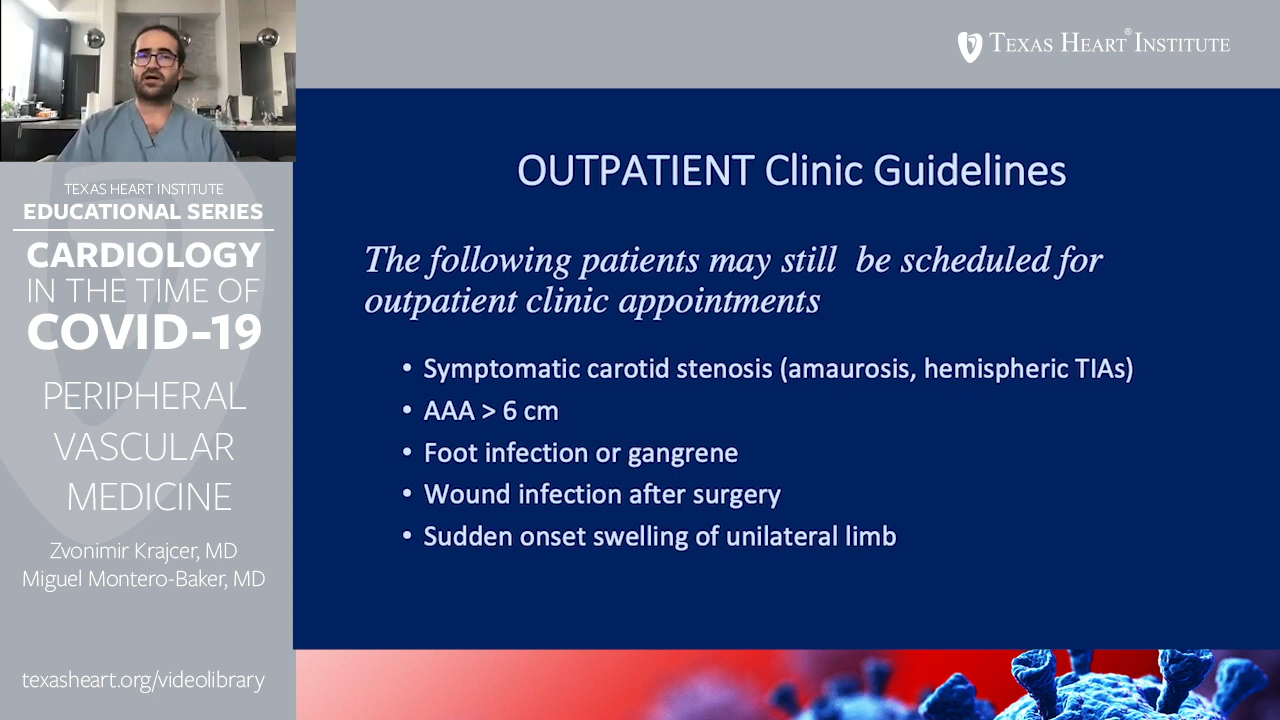 TEXAS HEART® INSTITUTE
TEXAS HEART INSTITUTE
EDUCATIONAL SERIES
CARDIOLOGY
IN THE TIME OF
COVID-19
PERIPHERAL
VASCULAR
MEDICINE
Zvonimir Krajcer, MD
Miguel Montero-Baker, MD
texasheart.org/videolibrary
OUTPATIENT Clinic Guidelines
The following patients may still be scheduled for
outpatient clinic appointments
• Symptomatic carotid stenosis (amaurosis, hemispheric TIAs)
• AAA > 6 cm
• Foot infection or gangrene
• Wound infection after surgery
• Sudden onset swelling of unilateral limb